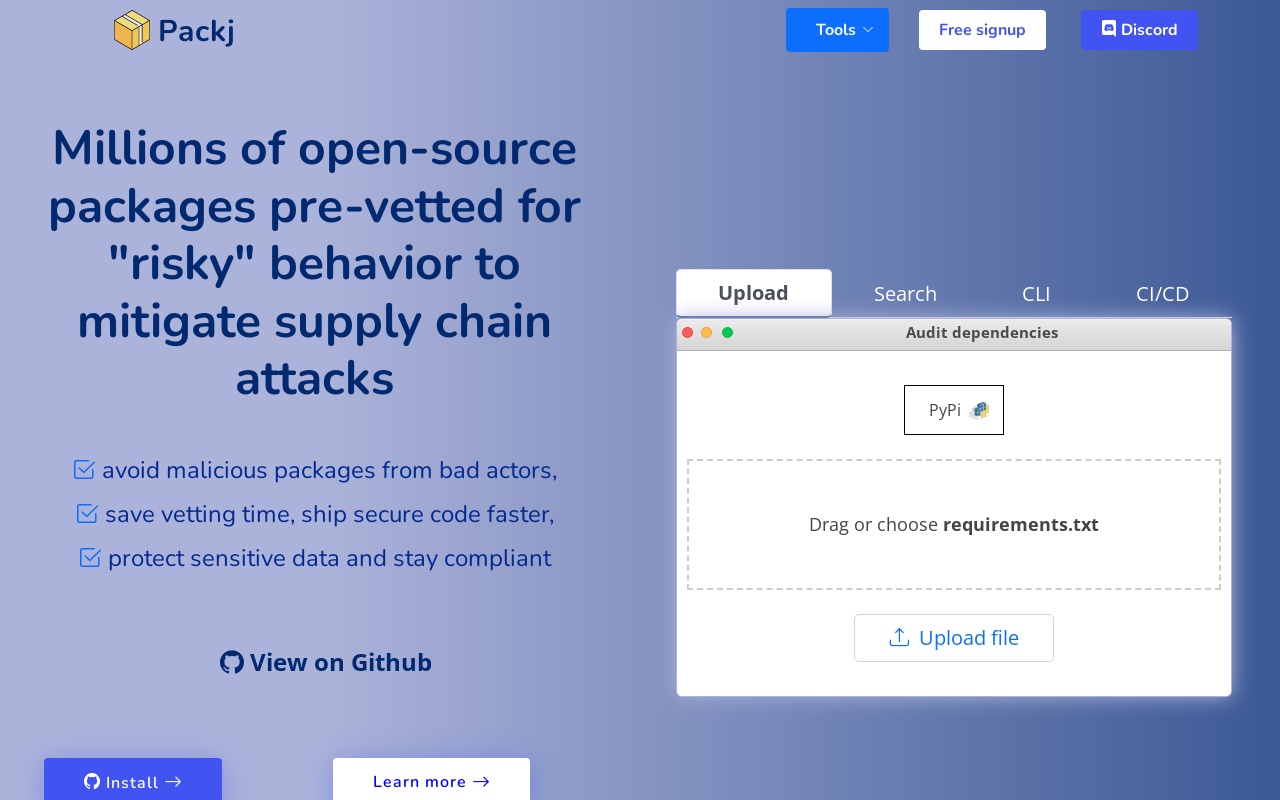 Packj
Tools
Free signup
Discord
Millions of open-source
packages pre-vetted for
"risky" behavior to
mitigate supply chain
attacks
avoid malicious packages from bad actors,
save vetting time, ship secure code faster,
protect sensitive data and stay compliant
View on Github
Install
Learn more
Upload
Search
CLI
CI/CD
Audit dependencies
PyPi
Drag or choose requirements.txt
Upload file